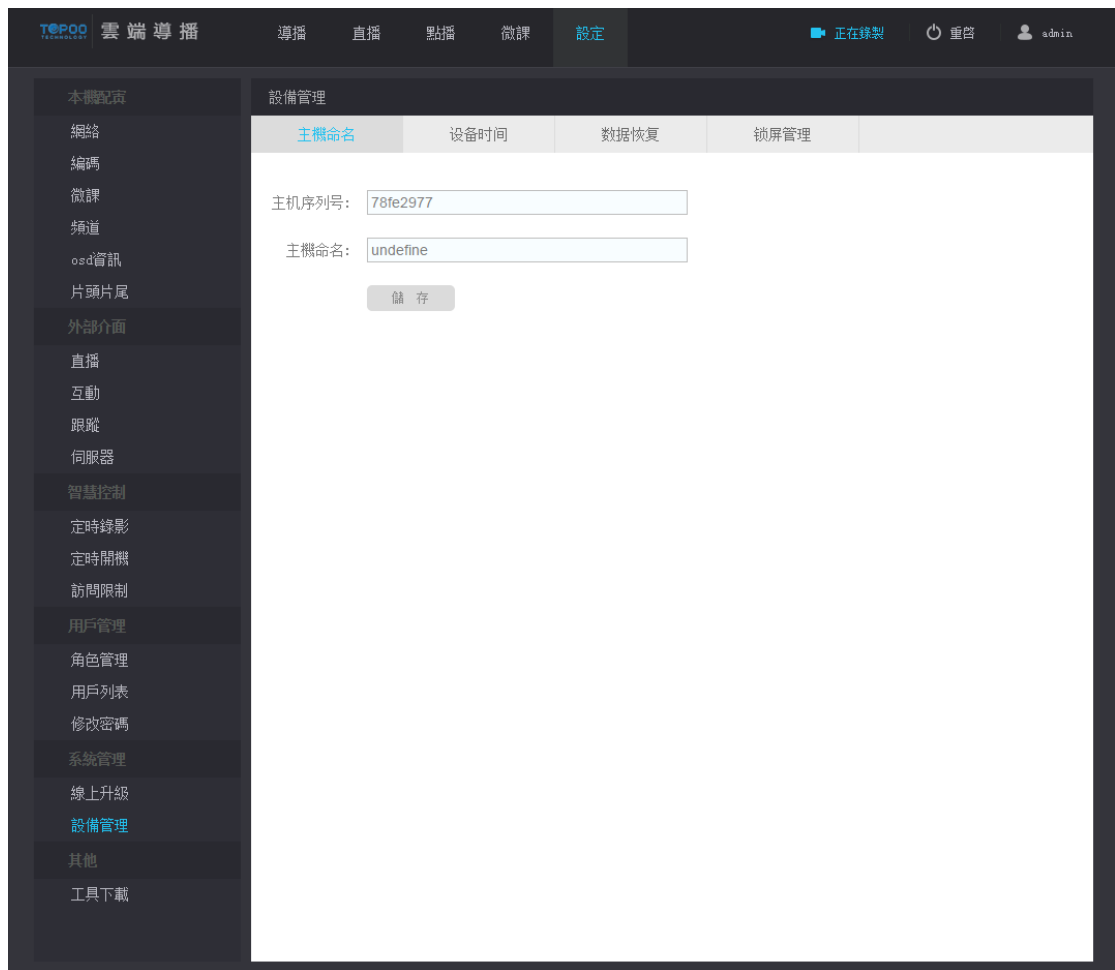 TOPOO TECHNOLOGY 雲端導播 導播 直播 點播 微課 設定 正在錄製 重啓 admin
本機配寘
網絡
編碼
微課
頻道
osd資訊
片頭片尾
外部介面
直播
互動
跟蹤
伺服器
智慧控制
定時錄影
定時開機
訪問限制
用戶管理
角色管理
用戶列表
修改密碼
系統管理
線上升級
設備管理
其他
工具下載
設備管理
主機命名 设备时间 数据恢复 锁屏管理
主机序列号: 78fe2977
主機命名: undefine
儲 存